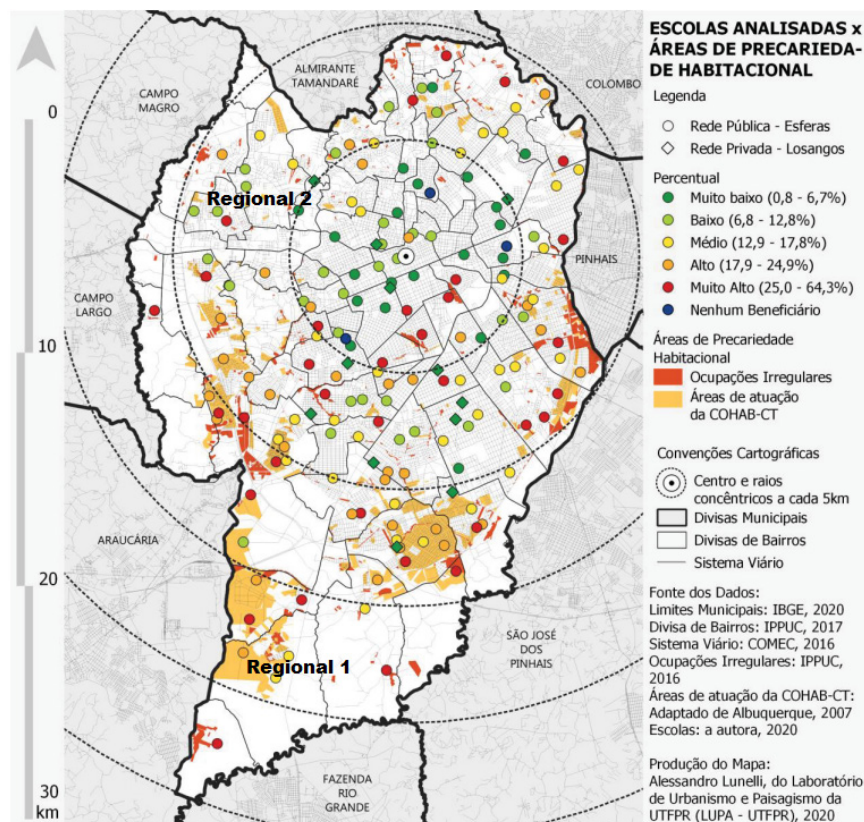 ESCOLAS ANALISADAS x
ÁREAS DE PRECARIEDA-
DE HABITACIONAL
Legenda
Rede Pública - Esferas
Rede Privada - Losangos
Percentual
Muito baixo (0,8 - 6,7%)
Baixo (6,8 - 12,8%)
Médio (12,9 - 17,8%)
Alto (17,9 - 24,9%)
Muito Alto (25,0 - 64,3%)
Nenhum Beneficiário
Áreas de Precariedade
Habitacional
Ocupações Irregulares
Áreas de atuação
da COHAB-CT
Convenções Cartográficas
Centro e raios
concêntricos a cada 5km
Divisas Municipais
Divisas de Bairros
Sistema Viário
Fonte dos Dados:
Limites Municipais: IBGE, 2020
Divisa de Bairros: IPPUC, 2017
Sistema Viário: COMEC, 2016
Ocupações Irregulares: IPPUC,
2016
Áreas de atuação da COHAB-CT:
Adaptado de Albuquerque, 2007
Escolas: a autora, 2020
Produção do Mapa:
Alessandro Lunelli, do Laboratório
de Urbanismo e Paisagismo da
UTFPR (LUPA - UTFPR), 2020
0
10
20
30
km
CAMPO
MAGRO
ALMIRANTE
TAMANDARÉ
COLOMBO
Regional 2
PINHAIS
CAMPO
LARGO
ARAUCÁRIA
SÃO JOSÉ
DOS
PINHAIS
Regional 1
FAZENDA
RIO
GRANDE